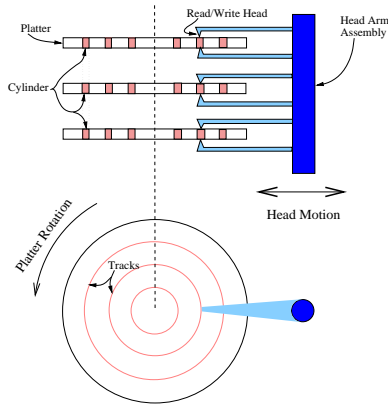 Read/Write Head
Platter
Head Arm
Assembly
Cylinder
Head Motion
Platter Rotation
Tracks